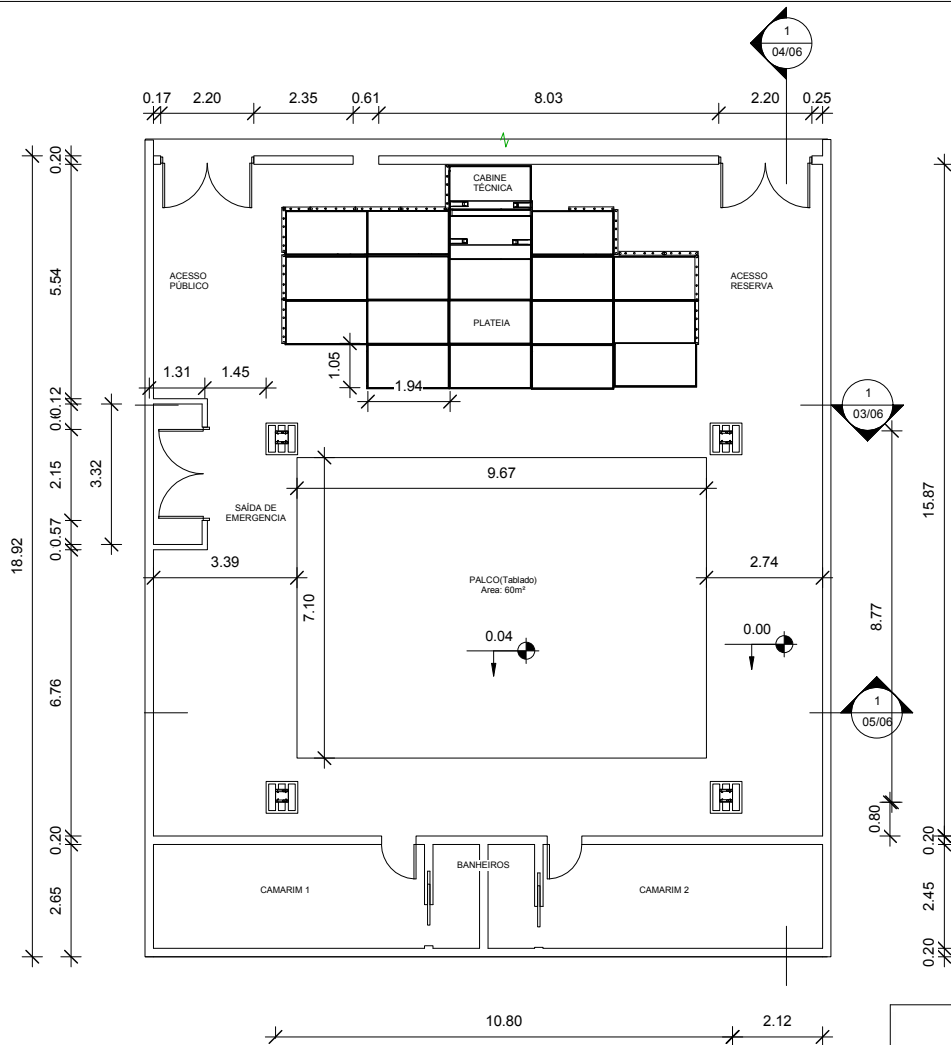 1
04/06
0.17 2.20 2.35 0.61 8.03 2.20 0.25
0.20
CABINE
TÉCNICA
5.54
ACESSO
PÚBLICO
ACESSO
RESERVA
PLATEIA
1.05
1.31 1.45
1.94
0.12
1
03/06
2.15
3.32
9.67
15.87
SAÍDA DE
EMERGENCIA
0.57
18.92
3.39
2.74
PALCO(Tablado)
Area: 60m²
7.10
8.77
0.04
0.00
6.76
1
05/06
0.80
0.20
0.20
BANHEIROS
2.65
CAMARIM 1
CAMARIM 2
2.45
0.20
10.80 2.12